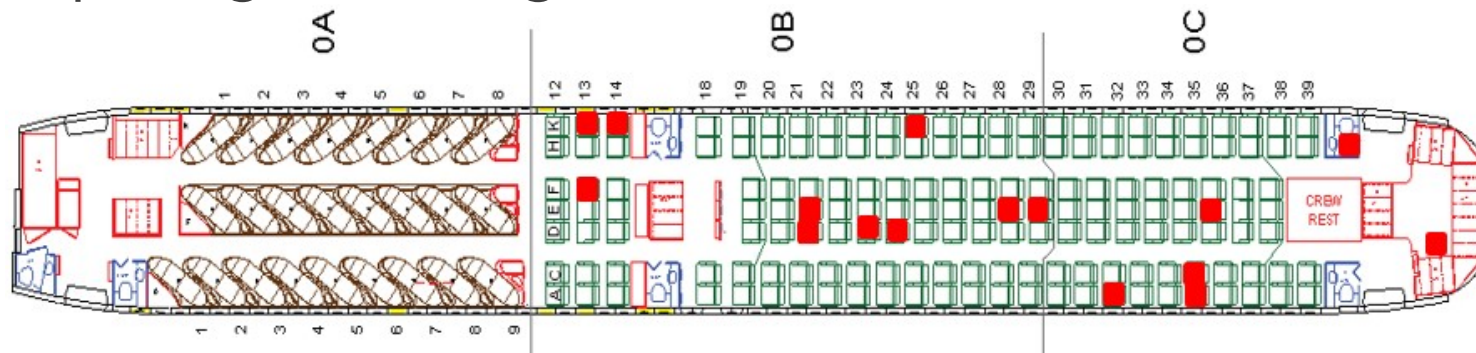 0A
0B
0C
1 2 3 4 5 6 7 8
12 13 14
18 19 20 21 22 23 24 25 26 27 28 29
30 31 32 33 34 35 36 37 38 39
H K
D E F
A C
CREW
REST
1 2 3 4 5 6 7 8 9